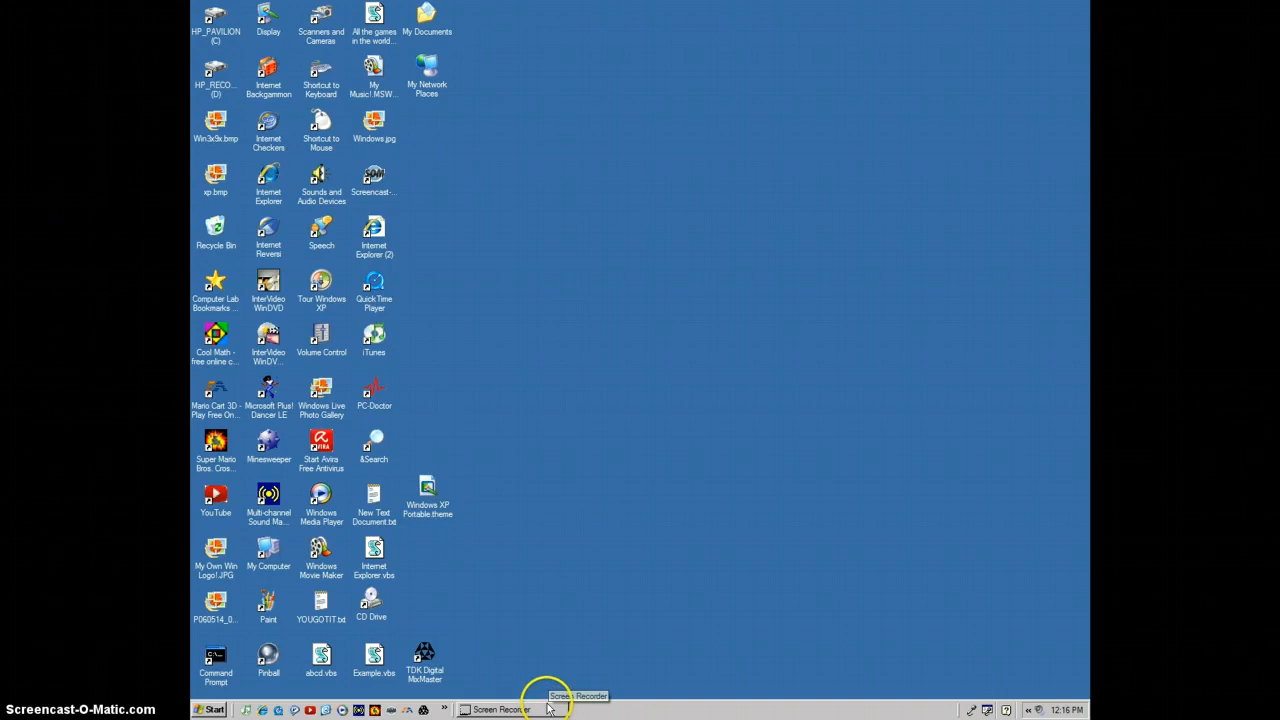 HP_PAVILION
(C)
Display
Scanners and
Cameras
All the games
in the world...
My Documents
HP_RECO...
(D)
Internet
Backgammon
Shortcut to
Keyboard
My
Music!.MSW...
My Network
Places
Win3x9x.bmp
Internet
Checkers
Shortcut to
Mouse
Windows.jpg
xp.bmp
Internet
Explorer
Sounds and
Audio Devices
SOM
Screencast-...
Recycle Bin
Internet
Reversi
Speech
Internet
Explorer (2)
Computer Lab
Bookmarks ...
InterVideo
WinDVD
Tour Windows
XP
QuickTime
Player
Cool Math -
free online c...
InterVideo
WinDV...
Volume Control
iTunes
Mario Cart 3D -
Play Free On...
Microsoft Plus!
Dancer LE
Windows Live
Photo Gallery
PC-Doctor
Super Mario
Bros. Cros...
Minesweeper
Start Avira
Free Antivirus
&Search
YouTube
Multi-channel
Sound Ma...
Windows
Media Player
New Text
Document.txt
Windows XP
Portable.theme
My Own Win
Logo!.JPG
My Computer
Windows
Movie Maker
Internet
Explorer.vbs
P060514_0...
Paint
YOUGOTIT.txt
CD Drive
Command
Prompt
Pinball
abcd.vbs
Example.vbs
TDK Digital
MixMaster
Screen Recorder
Start
Screen Recorder
12:16 PM
Screencast-O-Matic.com